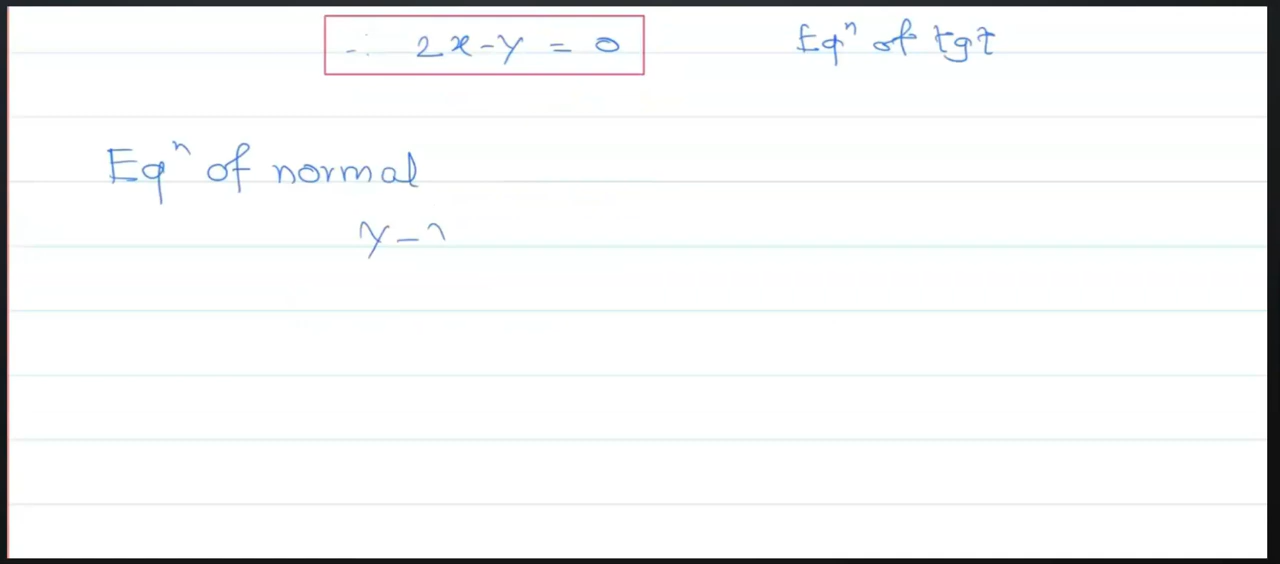 ∴ 2x-y = 0 Eqⁿ of tgt
Eqⁿ of normal
y-